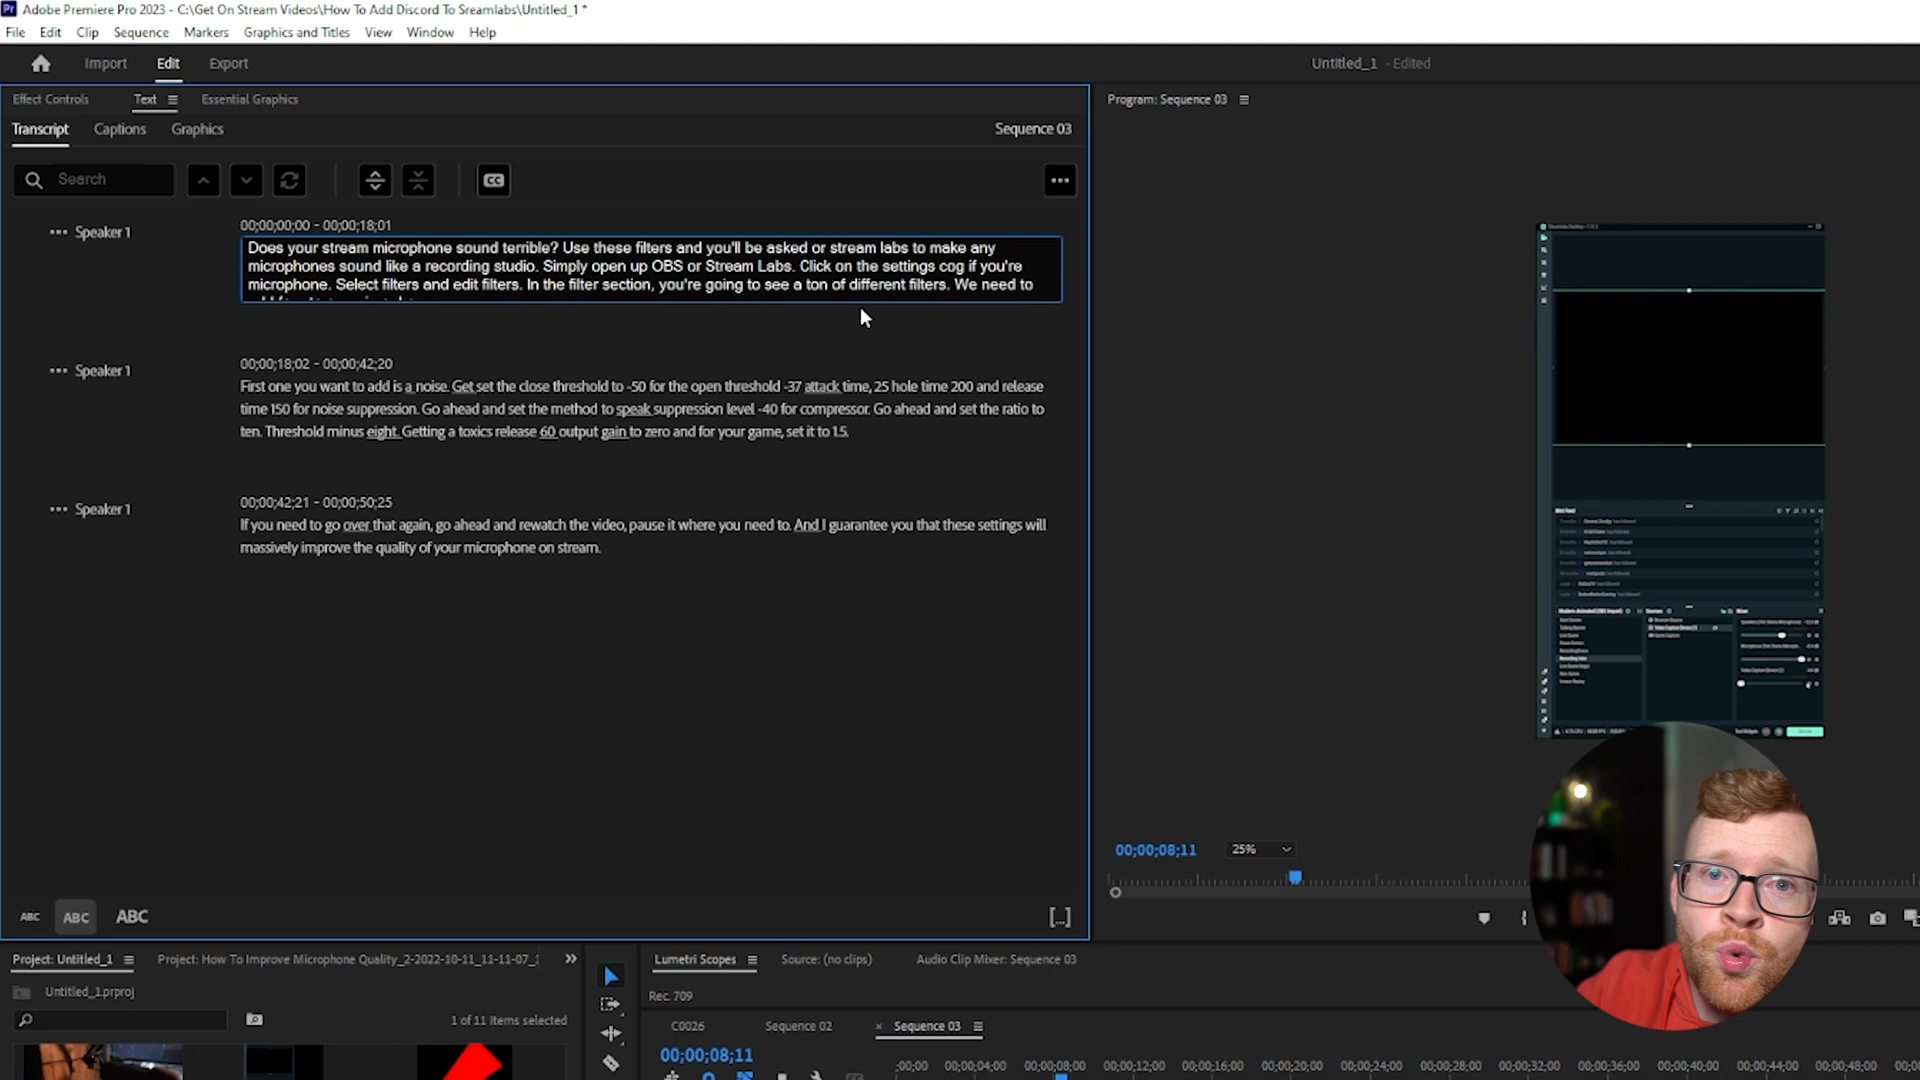 Adobe Premiere Pro 2023 - C:\Get On Stream Videos\How To Add Discord To Sreamlabs\Untitled_1 *
File Edit Clip Sequence Markers Graphics and Titles View Window Help
Import Edit Export
Untitled_1 - Edited
Effect Controls Text Essential Graphics
Program: Sequence 03
Transcript Captions Graphics
Sequence 03
Search
CC
Speaker 1
00;00;00;00 - 00;00;18;01
Does your stream microphone sound terrible? Use these filters and you'll be asked or stream labs to make any
microphones sound like a recording studio. Simply open up OBS or Stream Labs. Click on the settings cog if you're
microphone. Select filters and edit filters. In the filter section, you're going to see a ton of different filters. We need to
Speaker 1
00;00;18;02 - 00;00;42;20
First one you want to add is a noise. Get set the close threshold to -50 for the open threshold -37 attack time, 25 hole time 200 and release
time 150 for noise suppression. Go ahead and set the method to speak suppression level -40 for compressor. Go ahead and set the ratio to
ten. Threshold minus eight. Getting a toxics release 60 output gain to zero and for your game, set it to 1.5.
Speaker 1
00;00;42;21 - 00;00;50;25
If you need to go over that again, go ahead and rewatch the video, pause it where you need to. And I guarantee you that these settings will
massively improve the quality of your microphone on stream.
00;00;08;11 25%
ABC ABC ABC
[...]
Project: Untitled_1 Project: How To Improve Microphone Quality_2-2022-10-11_11-11-07_1
Untitled_1.prproj
1 of 11 items selected
Lumetri Scopes Source: (no clips) Audio Clip Mixer: Sequence 03
Rec. 709
C0026 Sequence 02 × Sequence 03
00;00;08;11
;00;00 00;00;04;00 00;00;08;00 00;00;12;00 00;00;16;00 00;00;20;00 00;00;24;00 00;00;28;00 00;00;32;00 00;00;36;00 00;00;40;00 00;00;44;00 00;00;48;00